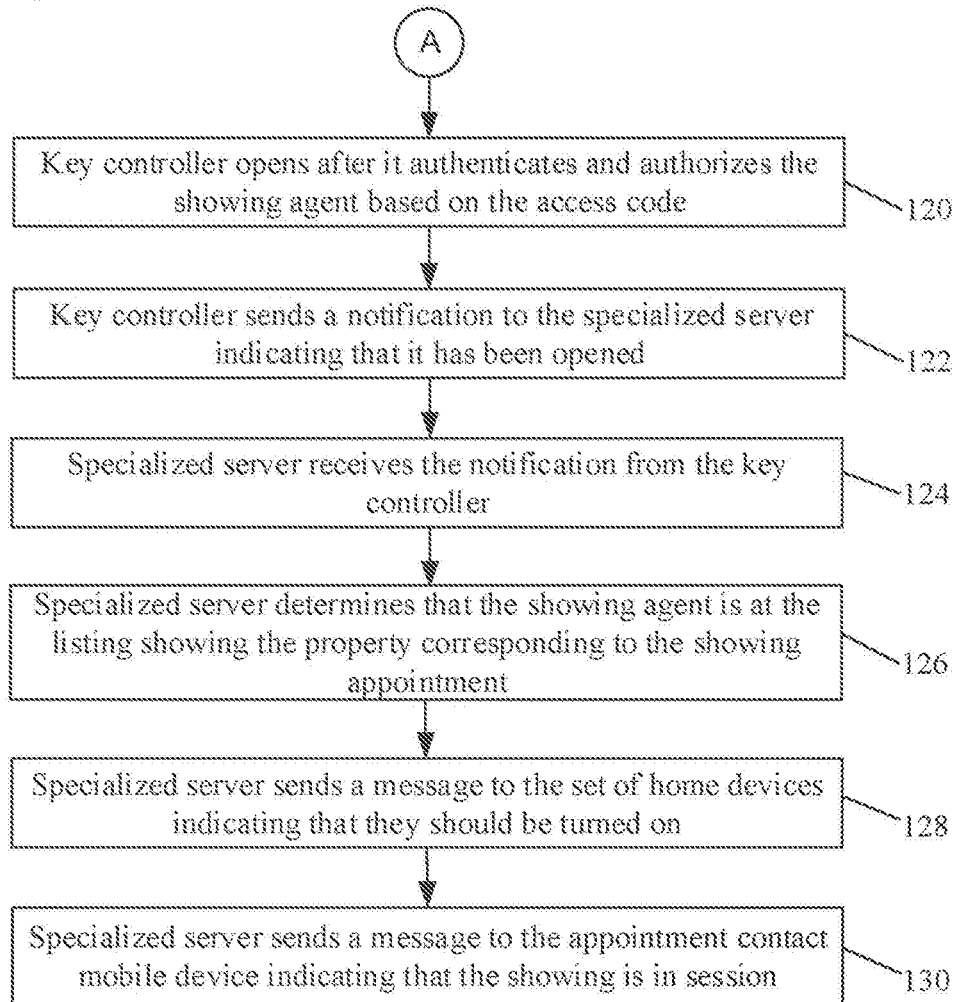 A
Key controller opens after it authenticates and authorizes the
showing agent based on the access code
120
Key controller sends a notification to the specialized server
indicating that it has been opened
122
Specialized server receives the notification from the key
controller
124
Specialized server determines that the showing agent is at the
listing showing the property corresponding to the showing
appointment
126
Specialized server sends a message to the set of home devices
indicating that they should be turned on
128
Specialized server sends a message to the appointment contact
mobile device indicating that the showing is in session
130